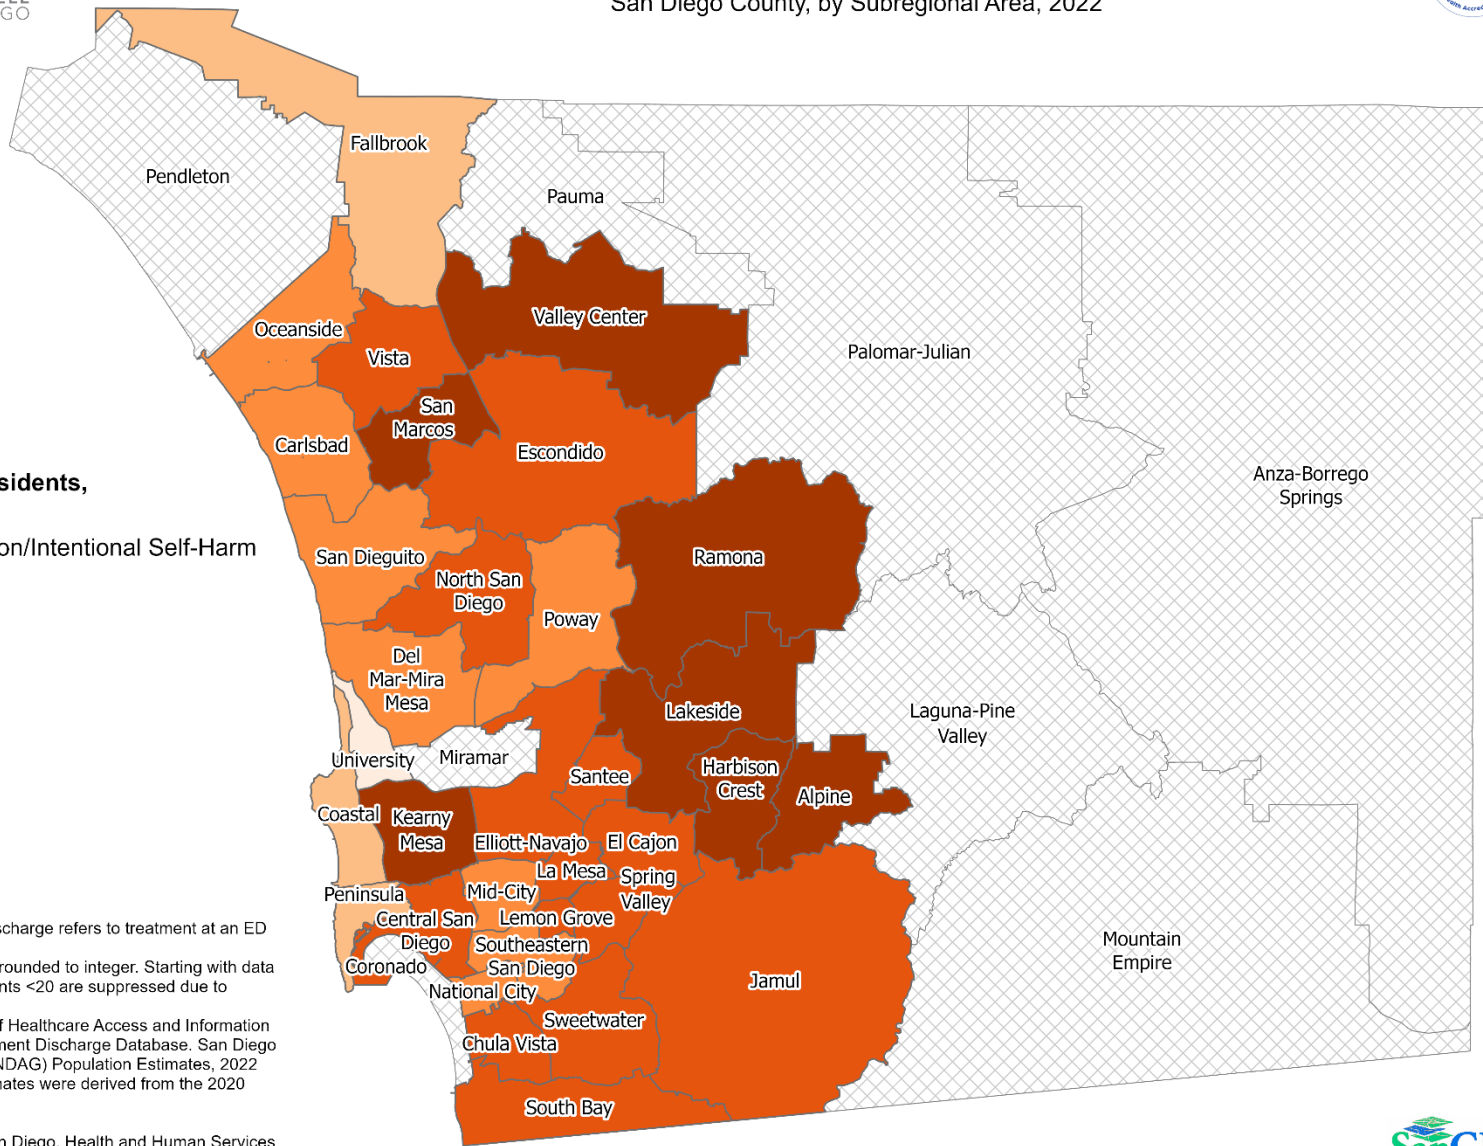 GO
San Diego County, by Subregional Area, 2022
Fallbrook
Pendleton
Pauma
Valley Center
Oceanside
Vista
Palomar-Julian
San
Marcos
Carlsbad
Escondido
Anza-Borrego
Springs
sidents,
on/Intentional Self-Harm
San Dieguito
North San
Diego
Ramona
Poway
Del
Mar-Mira
Mesa
Lakeside
Laguna-Pine
Valley
University
Miramar
Santee
Harbison
Crest
Alpine
Coastal
Kearny
Mesa
Elliott-Navajo
El Cajon
La Mesa
Spring
Valley
Peninsula
Mid-City
Central San
Diego
Lemon Grove
Southeastern
San Diego
Coronado
National City
Mountain
Empire
Jamul
Sweetwater
Chula Vista
South Bay
scharge refers to treatment at an ED
rounded to integer. Starting with data
nts <20 are suppressed due to
f Healthcare Access and Information
ment Discharge Database. San Diego
NDAG) Population Estimates, 2022
mates were derived from the 2020
n Diego, Health and Human Services